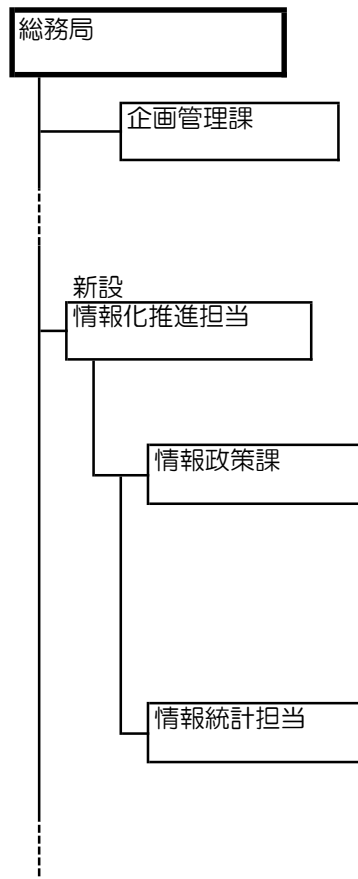 総務局
企画管理課
新設
情報化推進担当
情報政策課
情報統計担当